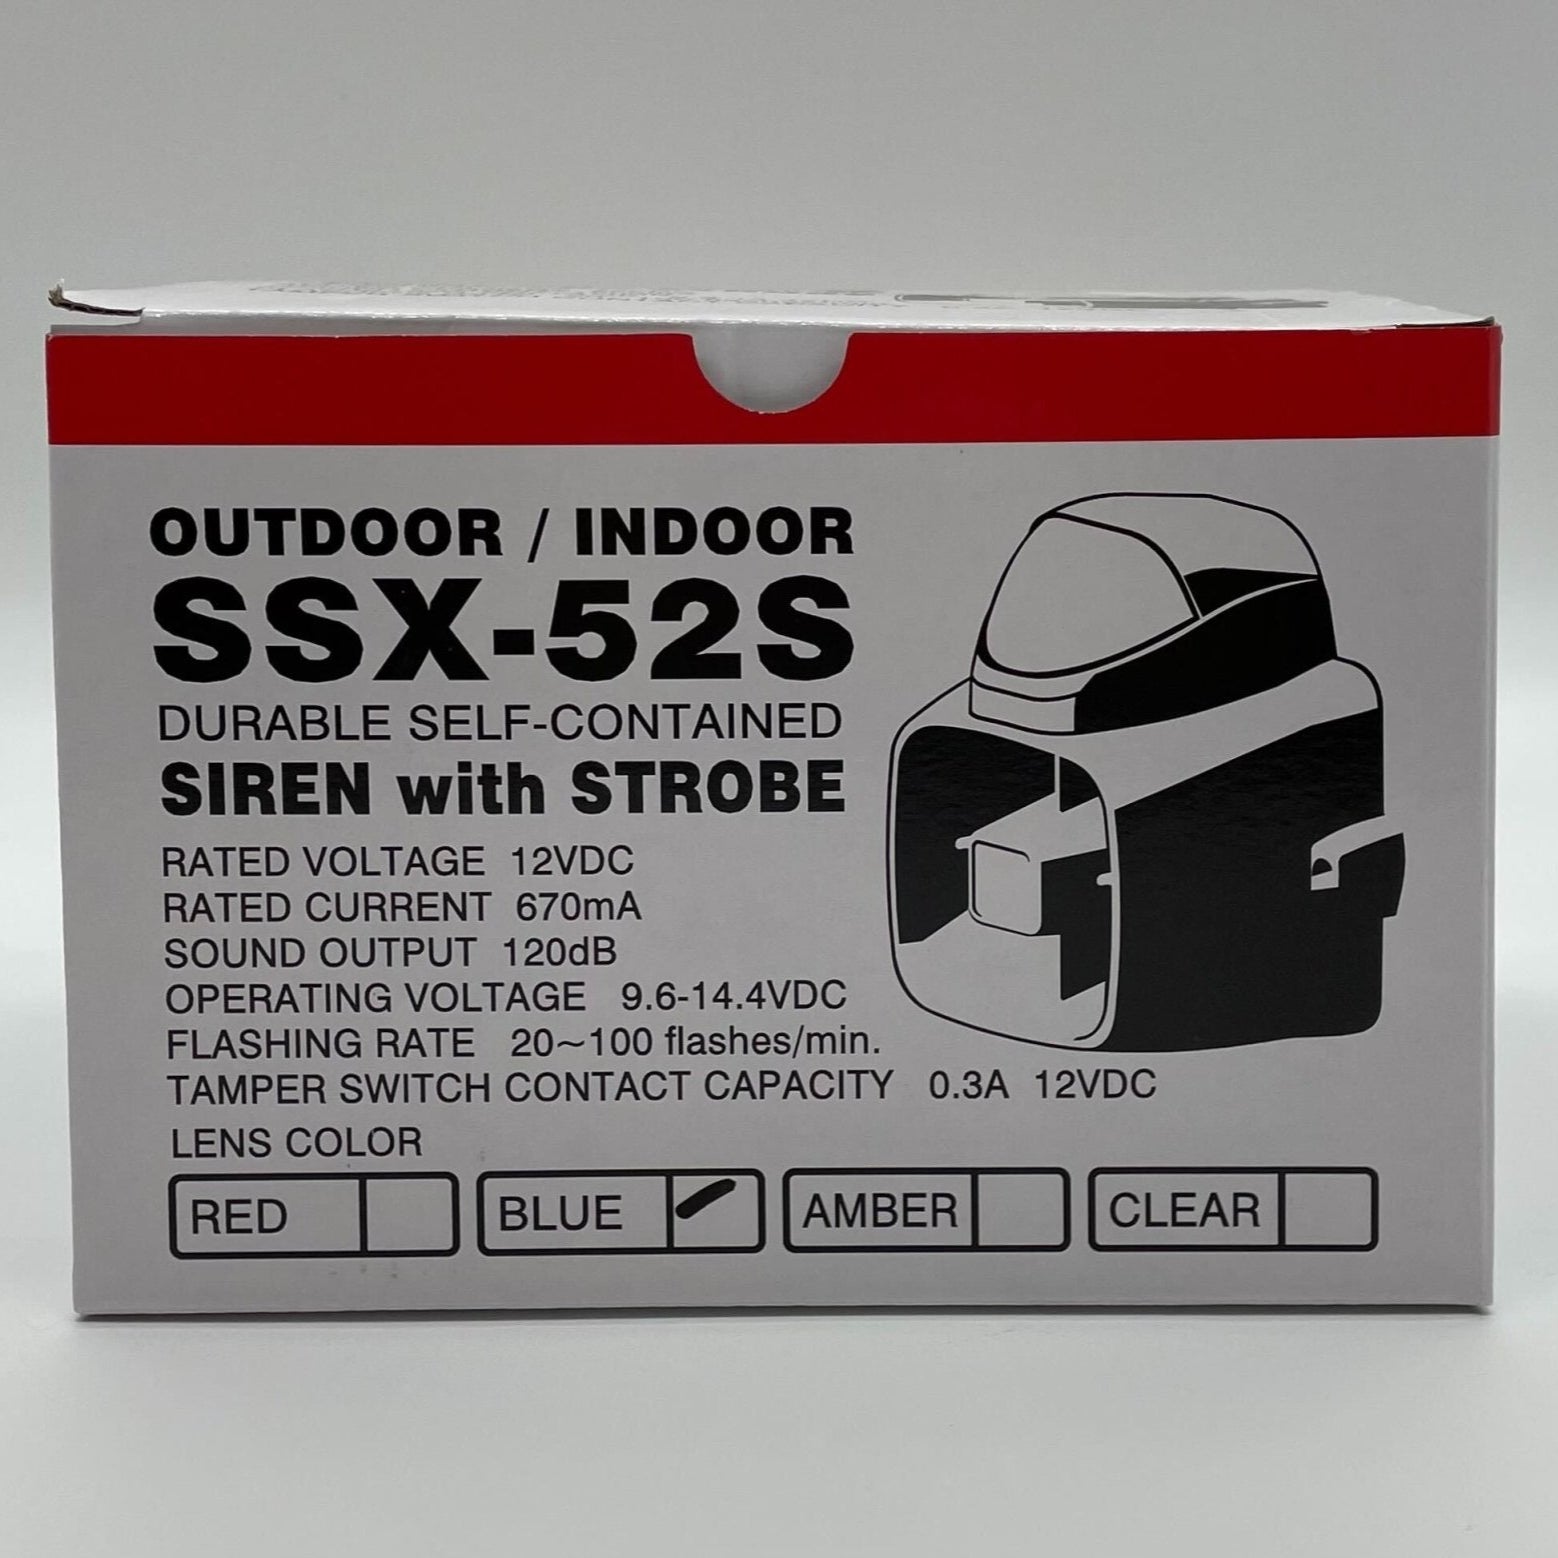 OUTDOOR / INDOOR
SSX-52S
DURABLE SELF-CONTAINED
SIREN with STROBE
RATED VOLTAGE 12VDC
RATED CURRENT 670mA
SOUND OUTPUT 120dB
OPERATING VOLTAGE 9.6-14.4VDC
FLASHING RATE 20~100 flashes/min.
TAMPER SWITCH CONTACT CAPACITY 0.3A 12VDC
LENS COLOR
RED BLUE AMBER CLEAR